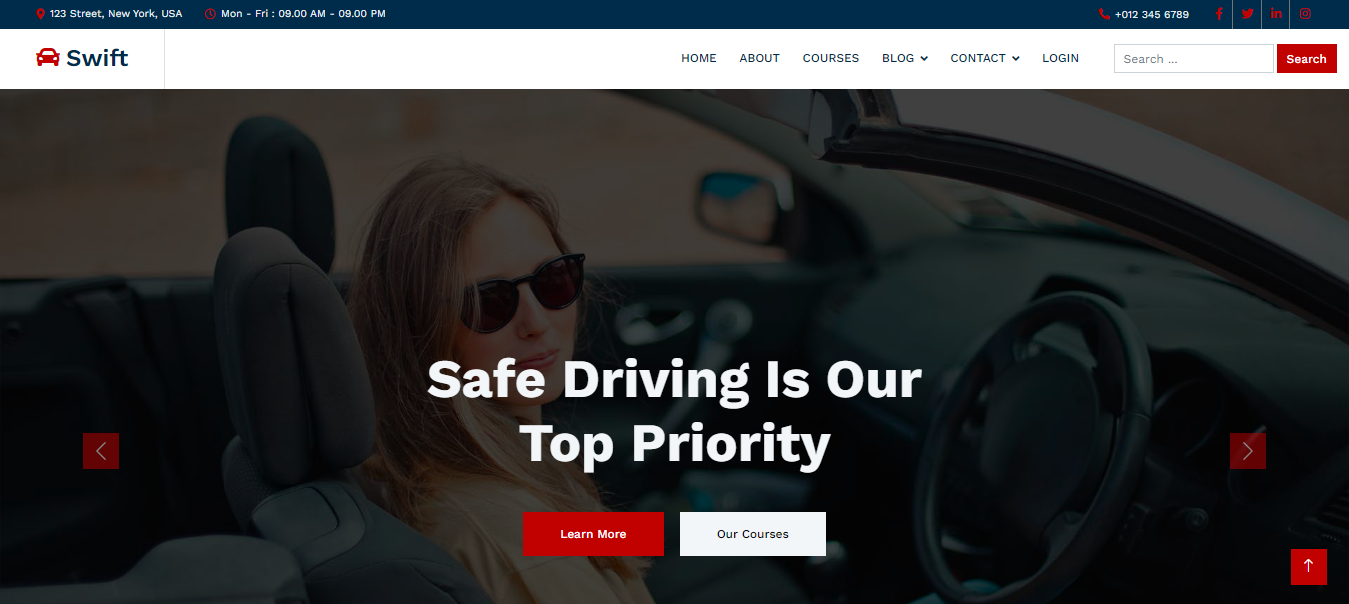 123 Street, New York, USA
Mon - Fri : 09.00 AM - 09.00 PM
+012 345 6789
Swift
HOME
ABOUT
COURSES
BLOG
CONTACT
LOGIN
Search ...
Search
Safe Driving Is Our
Top Priority
Learn More
Our Courses